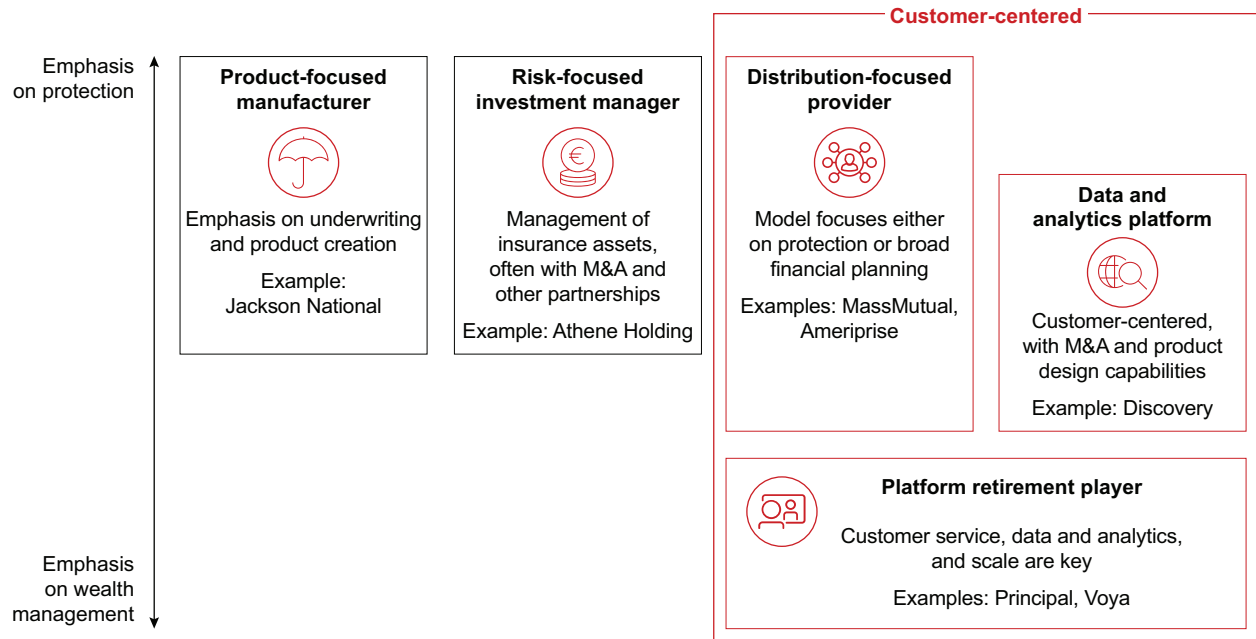 Customer-centered
Emphasis
on protection
Product-focused
manufacturer
Emphasis on underwriting
and product creation
Example:
Jackson National
Risk-focused
investment manager
€
Management of
insurance assets,
often with M&A and
other partnerships
Example: Athene Holding
Distribution-focused
provider
Model focuses either
on protection or broad
financial planning
Examples: MassMutual,
Ameriprise
Data and
analytics platform
Customer-centered,
with M&A and product
design capabilities
Example: Discovery
Platform retirement player
Customer service, data and analytics,
and scale are key
Examples: Principal, Voya
Emphasis
on wealth
management